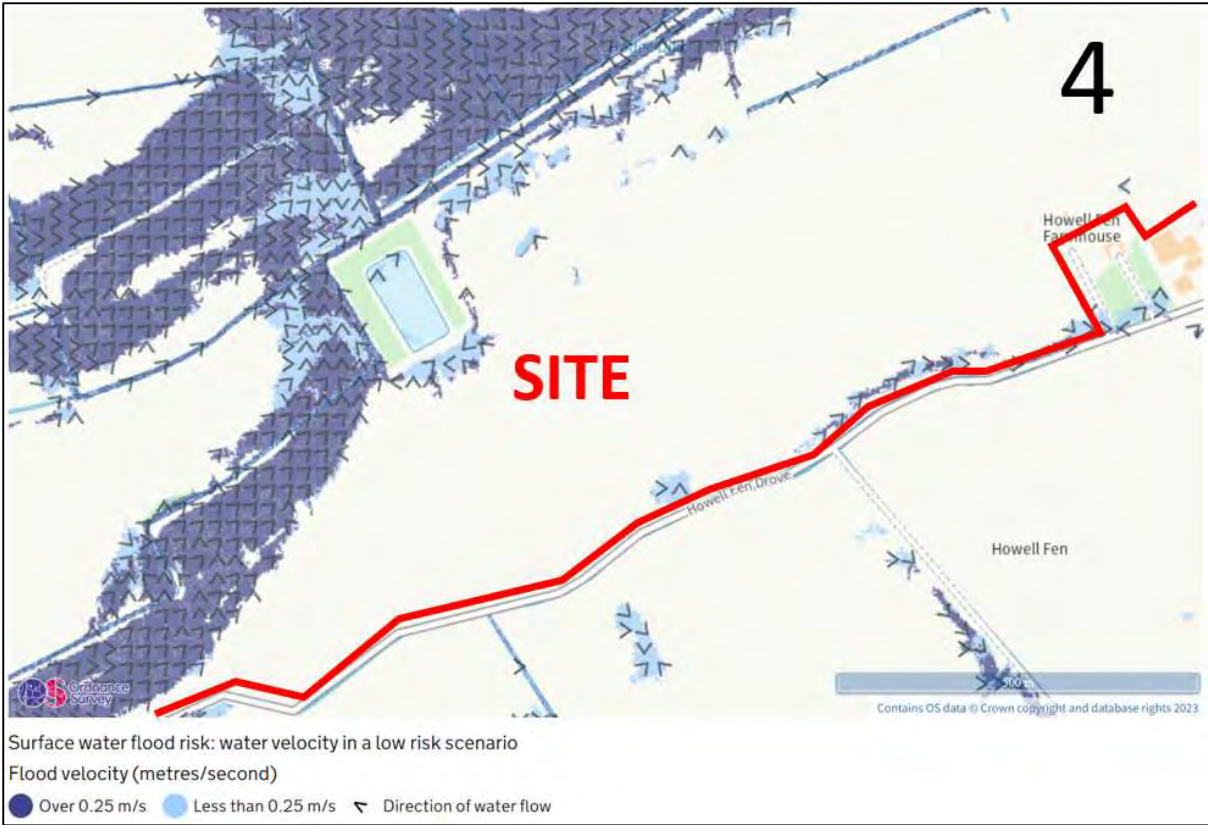 4
Howell Fen
Farmhouse
SITE
Howell Fen Drove
Howell Fen
Ordnance
Survey
500 m
Contains OS data © Crown copyright and database rights 2023
Surface water flood risk: water velocity in a low risk scenario
Flood velocity (metres/second)
Over 0.25 m/s Less than 0.25 m/s Direction of water flow